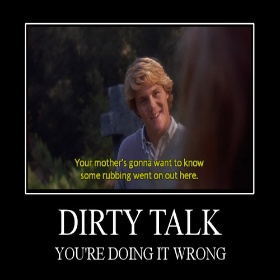 Your mother's gonna want to know
some rubbing went on out here.
DIRTY TALK
YOU'RE DOING IT WRONG